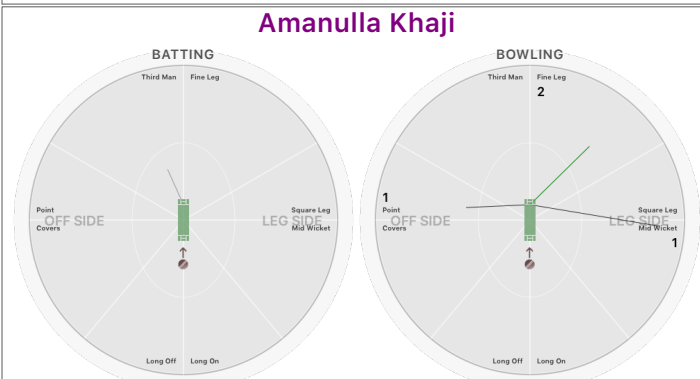 Amanulla Khaji
BATTING
Third Man
Fine Leg
Point
OFF SIDE
Covers
Square Leg
LEG SIDE
Mid Wicket
Long Off
Long On
BOWLING
Third Man
Fine Leg
2
1
Point
OFF SIDE
Covers
Square Leg
LEG SIDE
Mid Wicket
1
Long Off
Long On